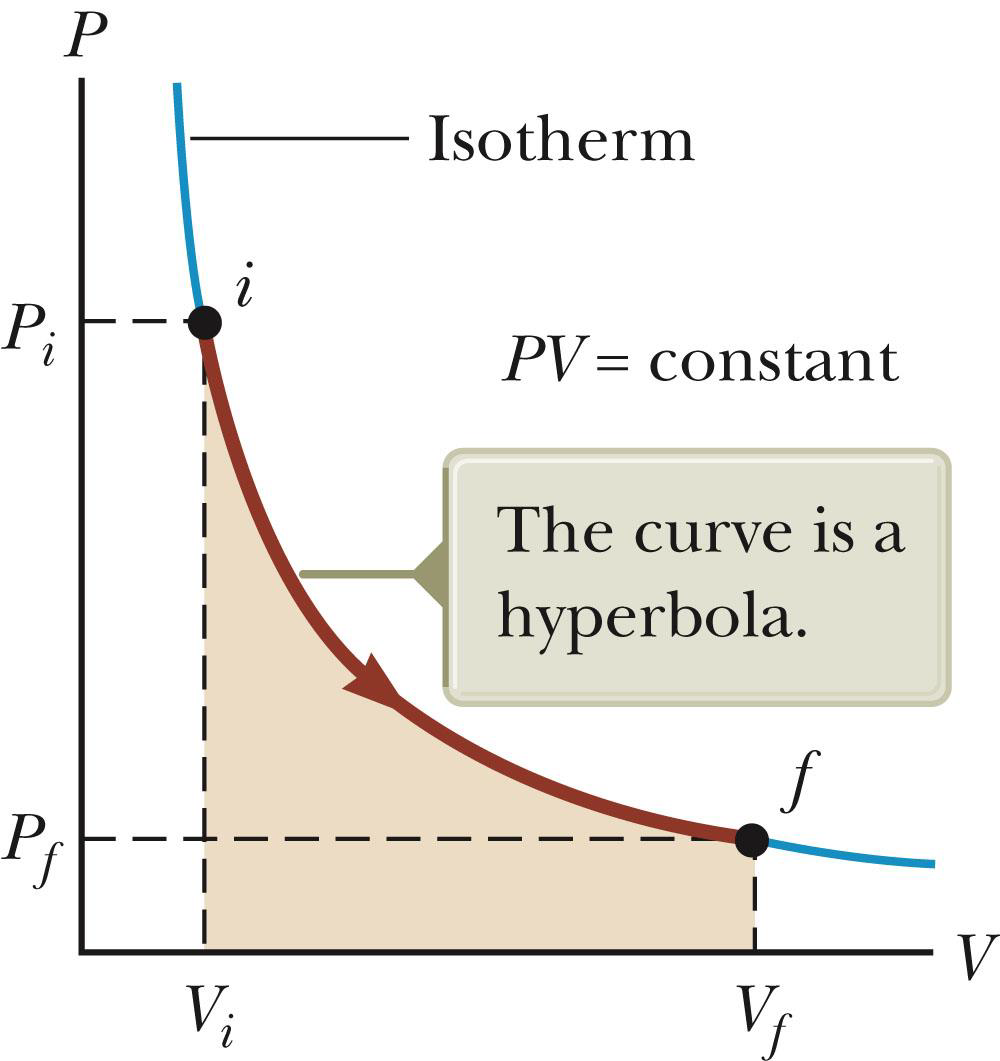 P
Isotherm
i
P_i
PV = constant
The curve is a
hyperbola.
f
P_f
V
V_i
V_f